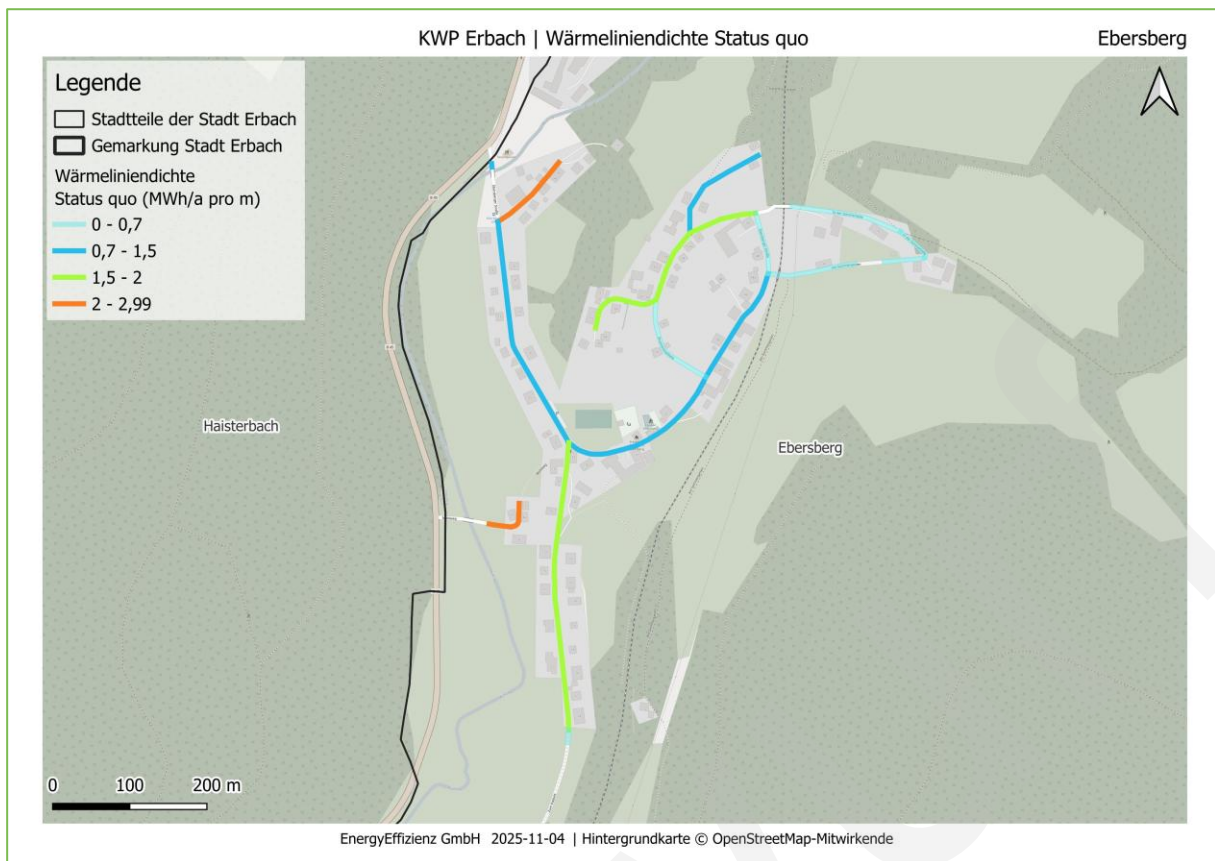 KWP Erbach | Wärmeliniendichte Status quo
Ebersberg
Legende
Stadtteile der Stadt Erbach
Gemarkung Stadt Erbach
Wärmeliniendichte
Status quo (MWh/a pro m)
0 - 0,7
0,7 - 1,5
1,5 - 2
2 - 2,99
Haisterbach
Ebersberg
0 100 200 m
EnergyEffizienz GmbH 2025-11-04 | Hintergrundkarte © OpenStreetMap-Mitwirkende